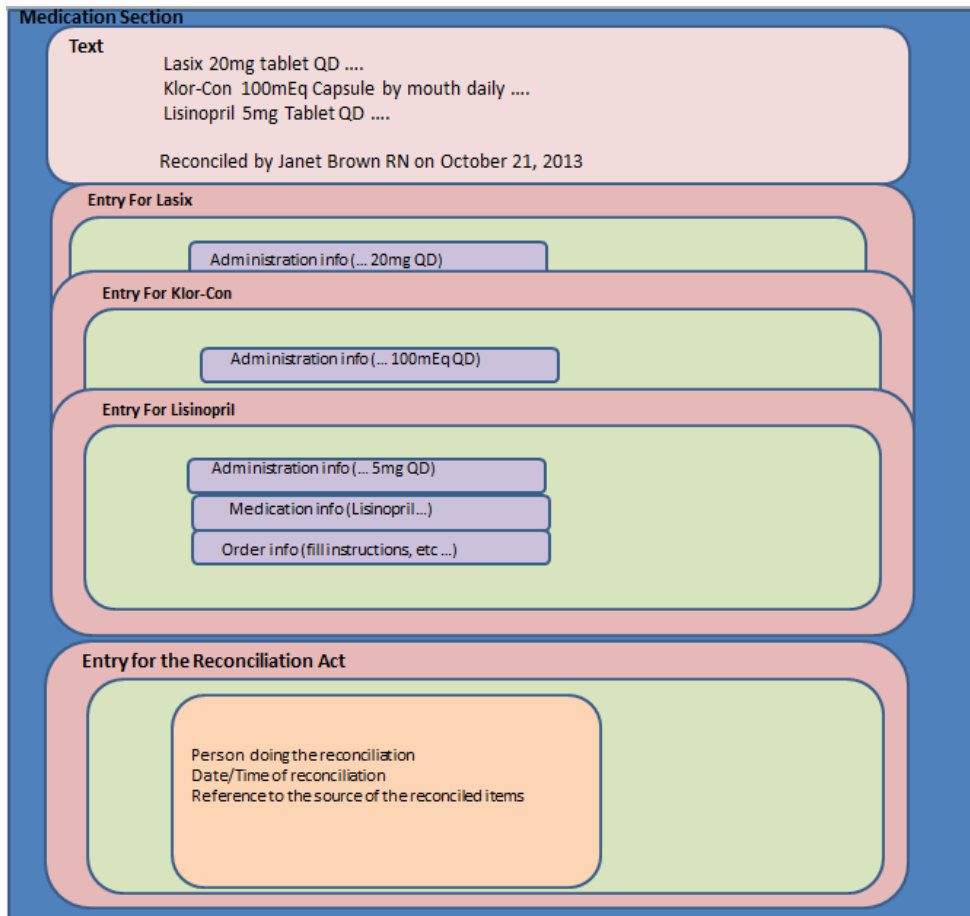 Medication Section
Text
Lasix 20mg tablet QD ....
Klor-Con 100mEq Capsule by mouth daily ....
Lisinopril 5mg Tablet QD ....
Reconciled by Janet Brown RN on October 21, 2013
Entry For Lasix
Administration info (... 20mg QD)
Entry For Klor-Con
Administration info (... 100mEq QD)
Entry For Lisinopril
Administration info (... 5mg QD)
Medication info (Lisinopril...)
Order info (fill instructions, etc ...)
Entry for the Reconciliation Act
Person doing the reconciliation
Date/Time of reconciliation
Reference to the source of the reconciled items